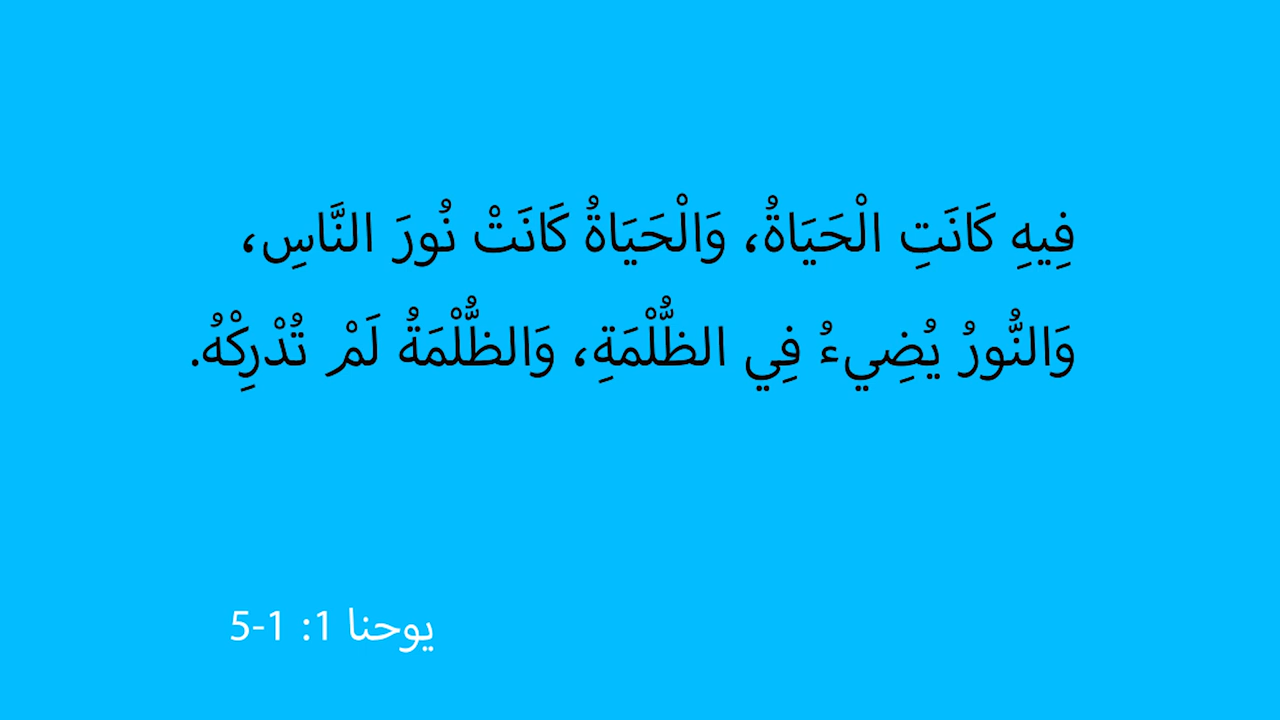 فِيهِ كَانَتِ الْحَيَاةُ، وَالْحَيَاةُ كَانَتْ نُورَ النَّاسِ،
وَالنُّورُ يُضِيءُ فِي الظُّلْمَةِ، وَالظُّلْمَةُ لَمْ تُدْرِكْهُ.
يوحنا 1: 1-5